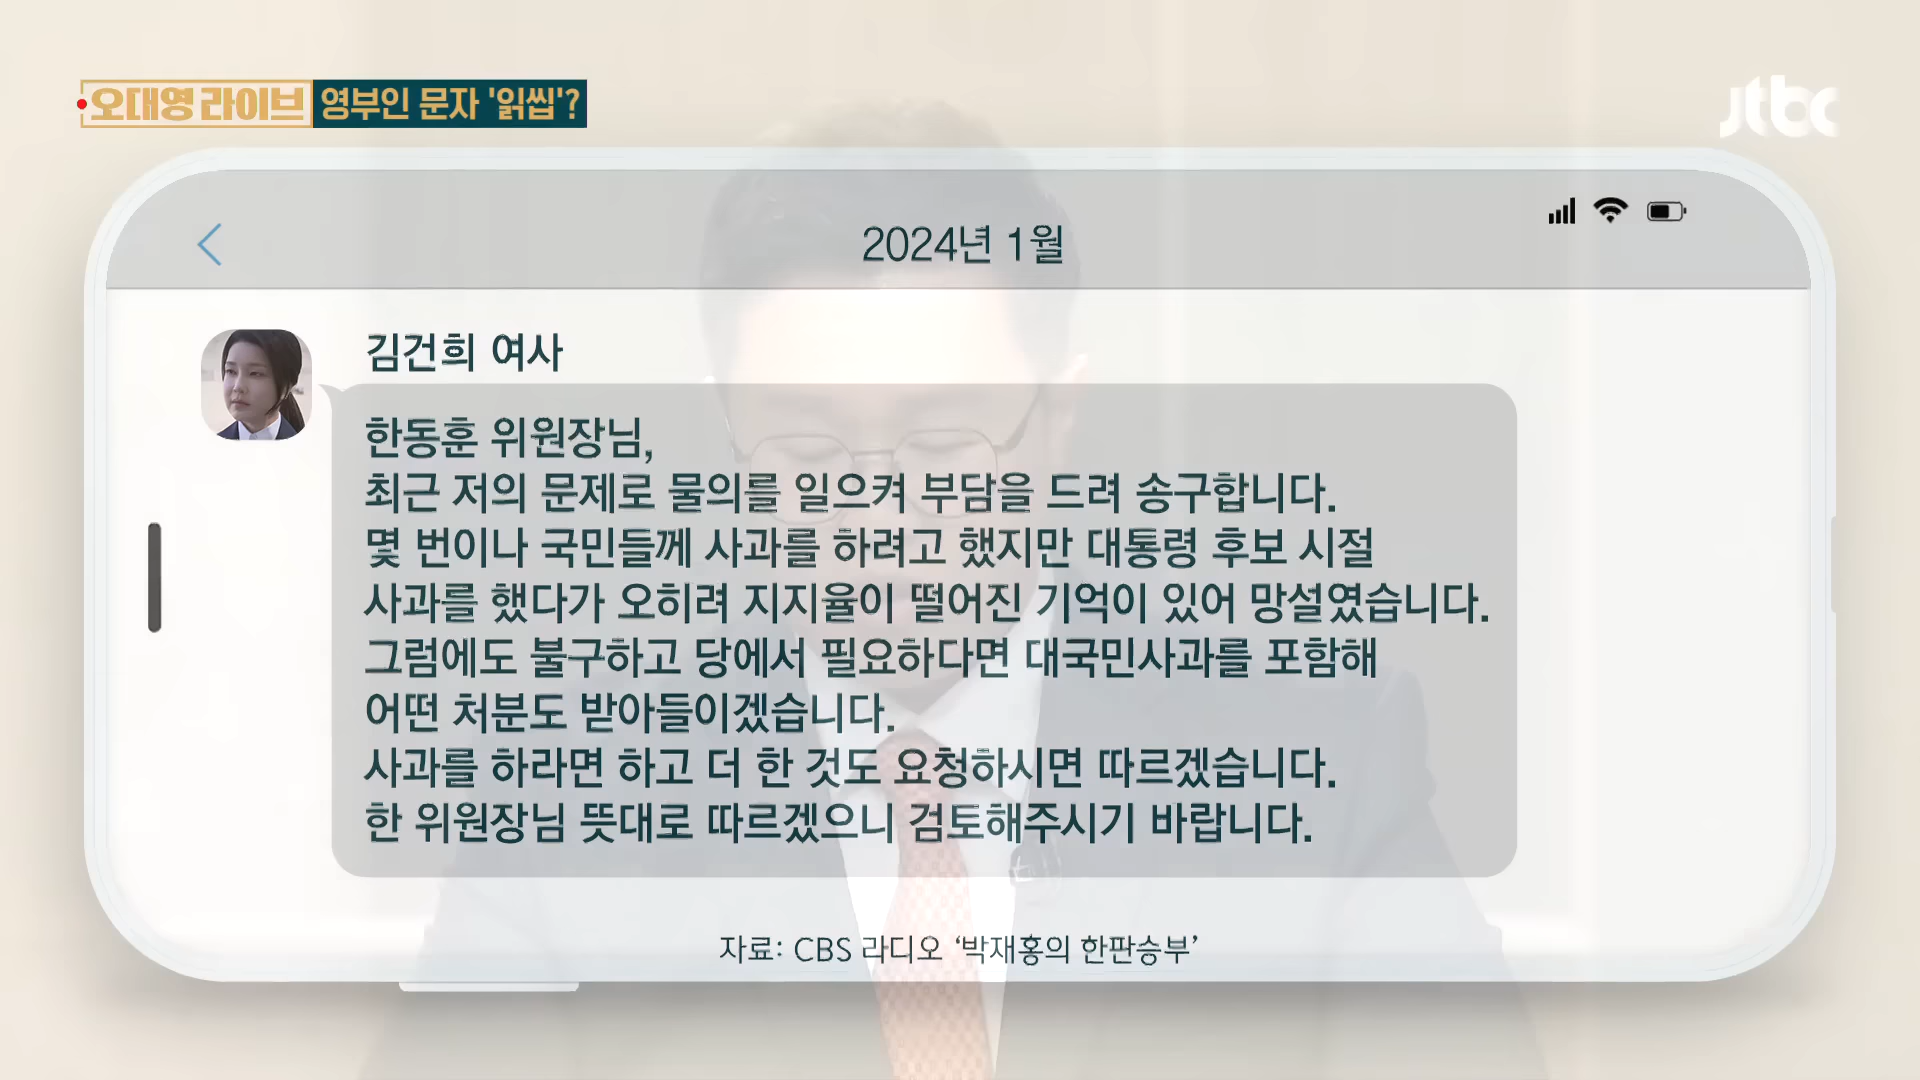 오대영 라이브 영부인 문자 '읽씹'?
jtbc
2024년 1월
김건희 여사
한동훈 위원장님,
최근 저의 문제로 물의를 일으켜 부담을 드려 송구합니다.
몇 번이나 국민들께 사과를 하려고 했지만 대통령 후보 시절
사과를 했다가 오히려 지지율이 떨어진 기억이 있어 망설였습니다.
그럼에도 불구하고 당에서 필요하다면 대국민사과를 포함해
어떤 처분도 받아들이겠습니다.
사과를 하라면 하고 더 한 것도 요청하시면 따르겠습니다.
한 위원장님 뜻대로 따르겠으니 검토해주시기 바랍니다.
자료: CBS 라디오 ‘박재홍의 한판승부’